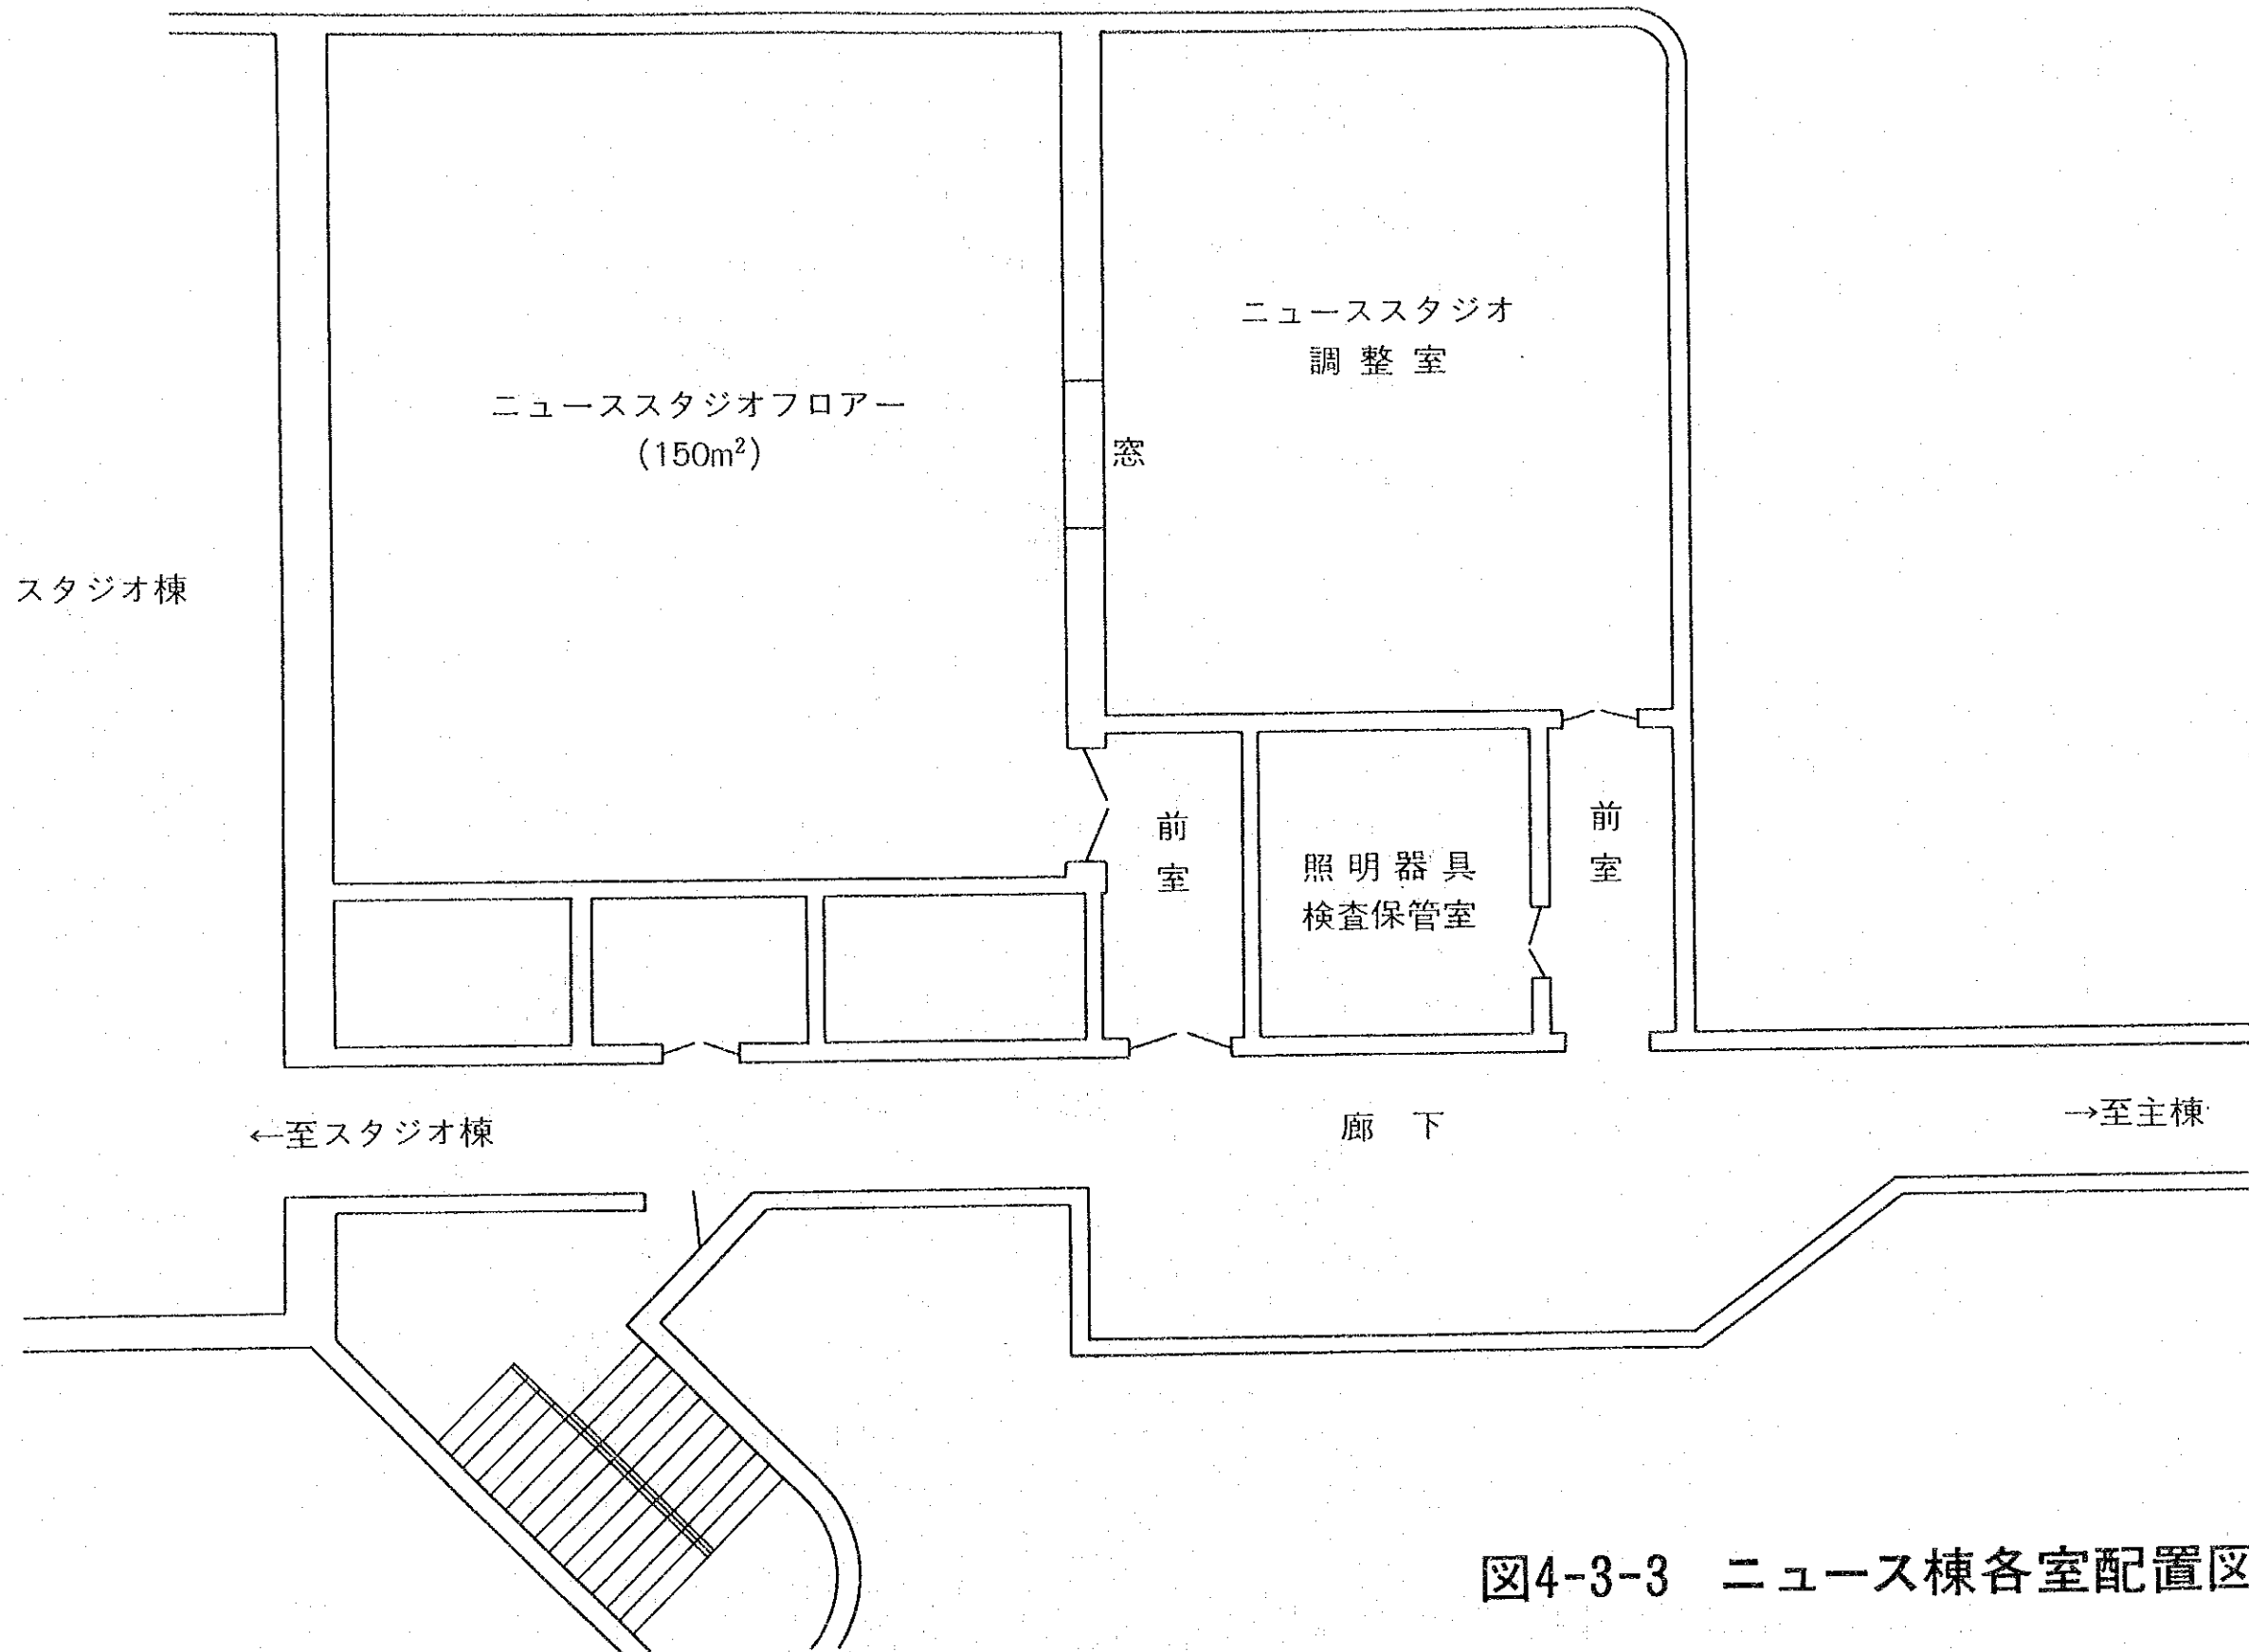 ニューススタジオ
調整室
ニューススタジオフロアー
(150m²)
窓
スタジオ棟
前室
前室
照明器具
検査保管室
←至スタジオ棟
廊下
→至主棟
図4-3-3 ニュース棟各室配置図